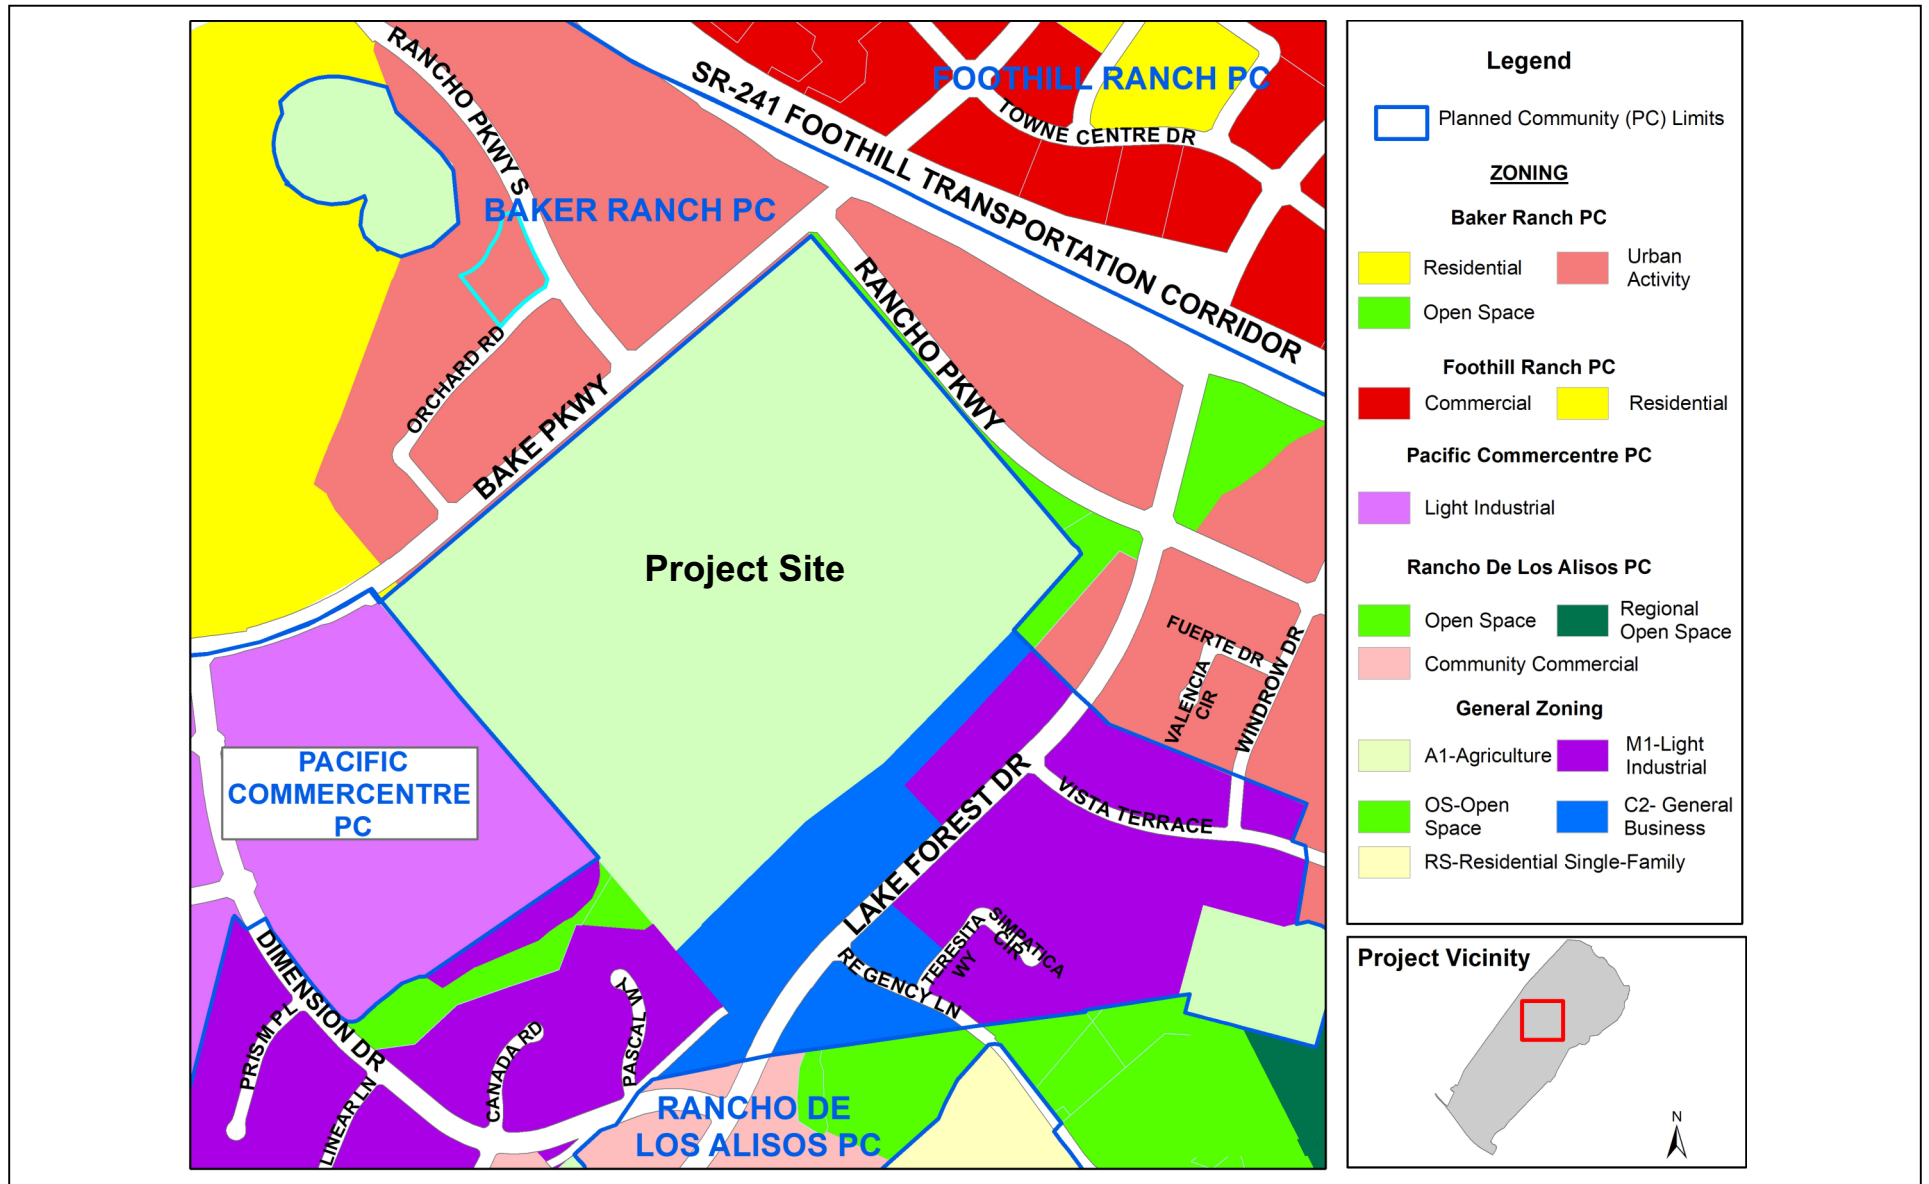 RANCHO PKWY S
SR-241 FOOTHILL TRANSPORTATION CORRIDOR
FOOTHILL RANCH PC
TOWNE CENTRE DR
BAKER RANCH PC
RANCHO PKWY
ORCHARD RD
BAKE PKWY
Project Site
FUERTE DR
VALENCIA
CIR
WINDROW DR
PACIFIC
COMMERCENTRE
PC
LAKE FOREST DR
VISTA TERRACE
SIMPATICA
CIR
TERESITA
WY
REGENCY LN
DIMENSION DR
PRISM PL
LINEAR LN
CANADA RD
PASCAL WY
RANCHO DE
LOS ALISOS PC
Legend
Planned Community (PC) Limits
ZONING
Baker Ranch PC
Residential
Urban
Activity
Open Space
Foothill Ranch PC
Commercial
Residential
Pacific Commercentre PC
Light Industrial
Rancho De Los Alisos PC
Open Space
Regional
Open Space
Community Commercial
General Zoning
A1-Agriculture
M1-Light
Industrial
OS-Open
Space
C2- General
Business
RS-Residential Single-Family
Project Vicinity
N